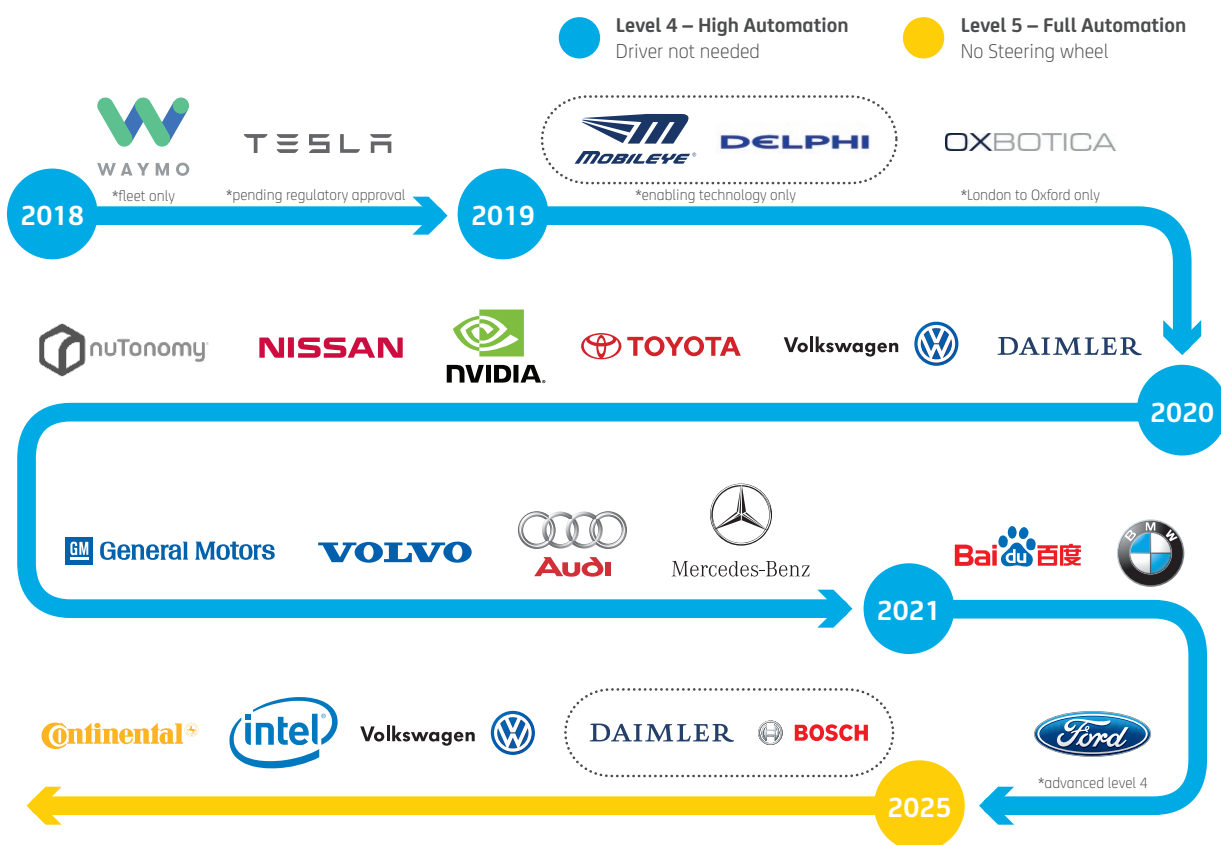 Level 4 – High Automation
Driver not needed
Level 5 – Full Automation
No Steering wheel
WAYMO
*fleet only
TESLA
*pending regulatory approval
MOBILEYE®
DELPHI
*enabling technology only
OXBOTICA
*London to Oxford only
2018
2019
nuTonomy
NISSAN
NVIDIA.
TOYOTA
Volkswagen
DAIMLER
2020
GM General Motors
VOLVO
Audi
Mercedes-Benz
2021
Bai du 百度
BMW
Continental
intel®
Volkswagen
DAIMLER
BOSCH
Ford
*advanced level 4
2025